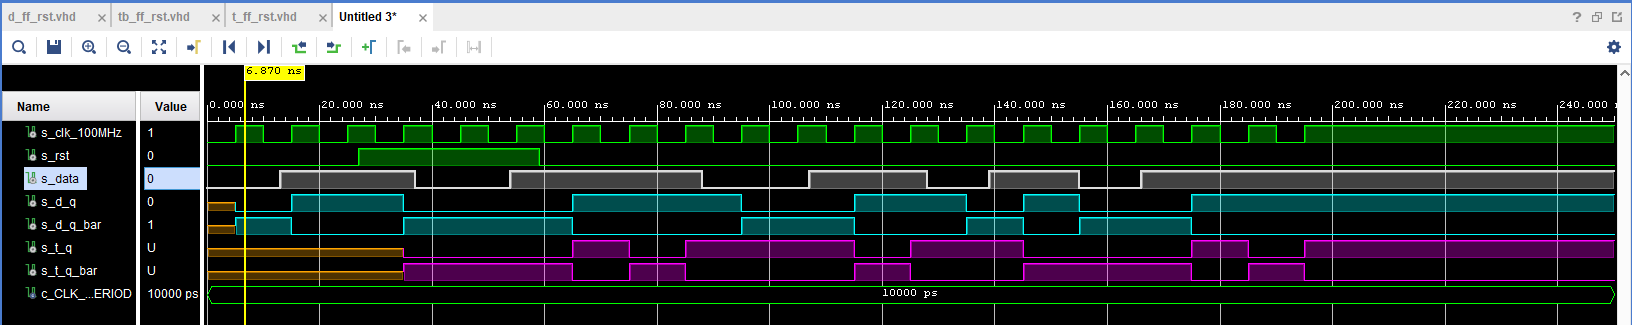 d_ff_rst.vhd × tb_ff_rst.vhd × t_ff_rst.vhd × Untitled 3* ×
?
6.870 ns
Name Value
0.000 ns 20.000 ns 40.000 ns 60.000 ns 80.000 ns 100.000 ns 120.000 ns 140.000 ns 160.000 ns 180.000 ns 200.000 ns 220.000 ns 240.000
s_clk_100MHz 1
s_rst 0
s_data 0
s_d_q 0
s_d_q_bar 1
s_t_q U
s_t_q_bar U
c_CLK_...ERIOD 10000 ps 10000 ps